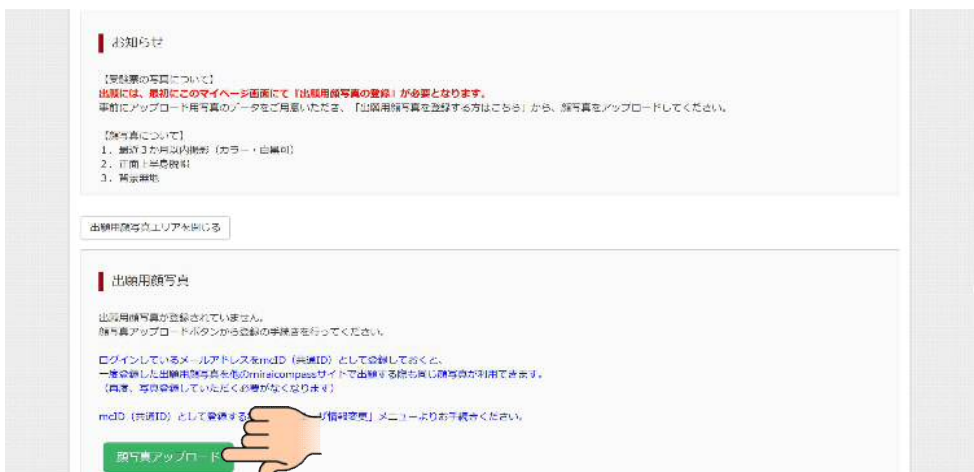 お知らせ
【受験票の写真について】
出願には、最初にこのマイページ画面にて「出願用顔写真の登録」が必要となります。
事前にアップロード用写真のデータをご用意いただき、「出願用顔写真を登録する方はこちら」から、顔写真をアップロードしてください。
【顔写真について】
1. 最近3か月以内撮影(カラー・白黒可)
2. 正面上半身脱帽
3. 背景無地
出願用顔写真エリアを閉じる
出願用顔写真
出願用顔写真が登録されていません。
顔写真アップロードボタンから登録の手続きを行ってください。
ログインしているメールアドレスをmcID(共通ID)として登録しておくと、
一度登録した出願用顔写真を他のmiraicompassサイトで出願する際も同じ顔写真が利用できます。
(再度、写真登録していただく必要がなくなります)
mcID(共通ID)として登録する ザ情報変更」メニューよりお手続きください。
顔写真アップロード